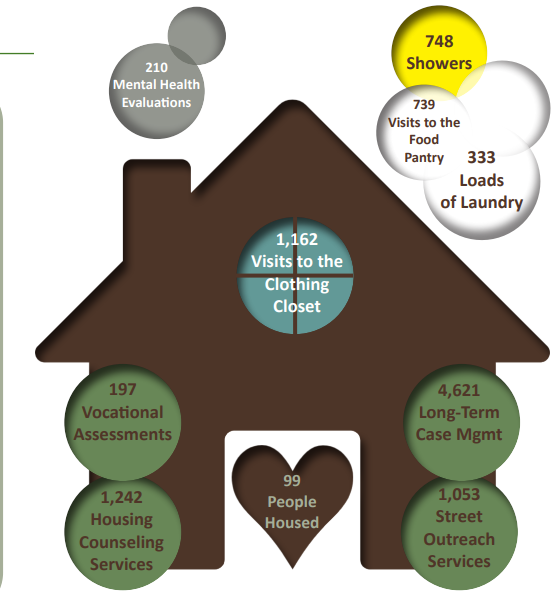 210
Mental Health
Evaluations
748
Showers
739
Visits to the
Food
Pantry
333
Loads
of Laundry
1,162
Visits to the
Clothing
Closet
197
Vocational
Assessments
4,621
Long-Term
Case Mgmt
99
People
Housed
1,242
Housing
Counseling
Services
1,053
Street
Outreach
Services